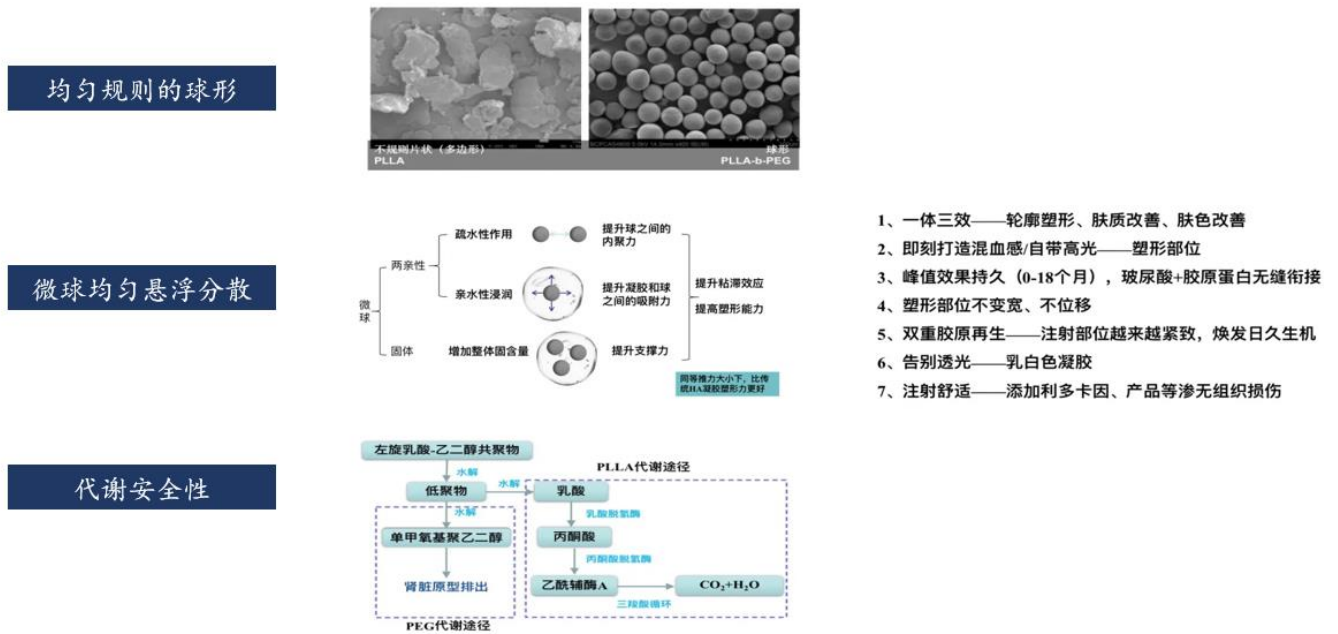 均匀规则的球形
不规则片状（多边形）
PLLA
球形
PLLA-b-PEG
微球均匀悬浮分散
微球
两亲性
固体
疏水性作用
提升球之间的
内聚力
亲水性浸润
提升凝胶和球
之间的吸附力
增加整体固含量
提升支撑力
提升粘滞效应
提高塑形能力
同等推力大小下，比传
统HA凝胶塑形力更好
1、一体三效——轮廓塑形、肤质改善、肤色改善
2、即刻打造混血感/自带高光——塑形部位
3、峰值效果持久（0-18个月），玻尿酸+胶原蛋白无缝衔接
4、塑形部位不变宽、不位移
5、双重胶原再生——注射部位越来越紧致，焕发日久生机
6、告别透光——乳白色凝胶
7、注射舒适——添加利多卡因、产品等渗无组织损伤
代谢安全性
左旋乳酸-乙二醇共聚物
水解
PLLA代谢途径
低聚物
水解
乳酸
水解
乳酸脱氢酶
单甲氧基聚乙二醇
丙酮酸
丙酮酸脱氢酶
肾脏原型排出
乙酰辅酶A
CO₂+H₂O
三羧酸循环
PEG代谢途径